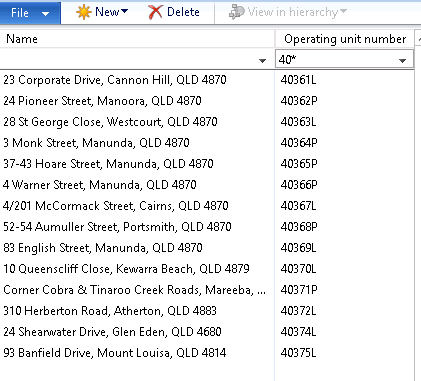 File New Delete View in hierarchy
Name Operating unit number
40*
23 Corporate Drive, Cannon Hill, QLD 4870 40361L
24 Pioneer Street, Manoora, QLD 4870 40362P
28 St George Close, Westcourt, QLD 4870 40363L
3 Monk Street, Manunda, QLD 4870 40364P
37-43 Hoare Street, Manunda, QLD 4870 40365P
4 Warner Street, Manunda, QLD 4870 40366P
4/201 McCormack Street, Cairns, QLD 4870 40367L
52-54 Aumuller Street, Portsmith, QLD 4870 40368P
83 English Street, Manunda, QLD 4870 40369L
10 Queenscliff Close, Kewarra Beach, QLD 4879 40370L
Corner Cobra & Tinaroo Creek Roads, Mareeba, ... 40371P
310 Herberton Road, Atherton, QLD 4883 40372L
24 Shearwater Drive, Glen Eden, QLD 4680 40374L
93 Banfield Drive, Mount Louisa, QLD 4814 40375L